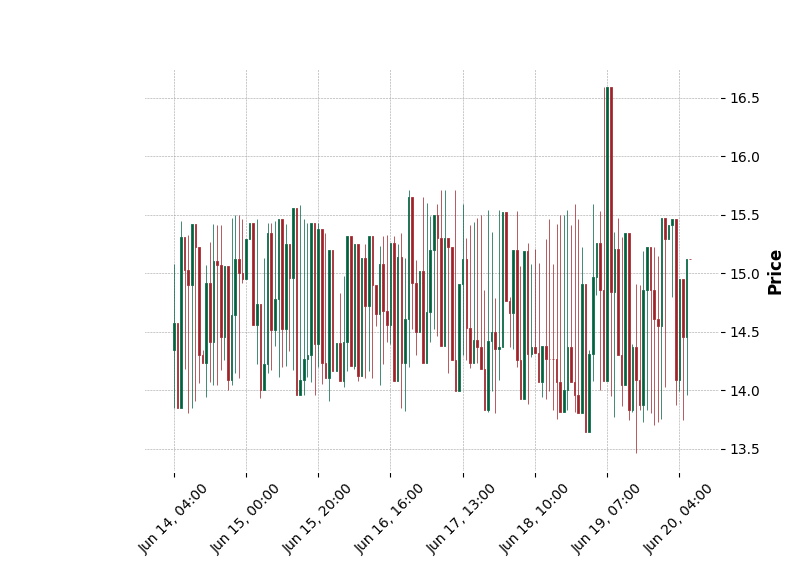 16.5
16.0
15.5
15.0
14.5
14.0
13.5
Price
Jun 14, 04:00
Jun 15, 00:00
Jun 15, 20:00
Jun 16, 16:00
Jun 17, 13:00
Jun 18, 10:00
Jun 19, 07:00
Jun 20, 04:00